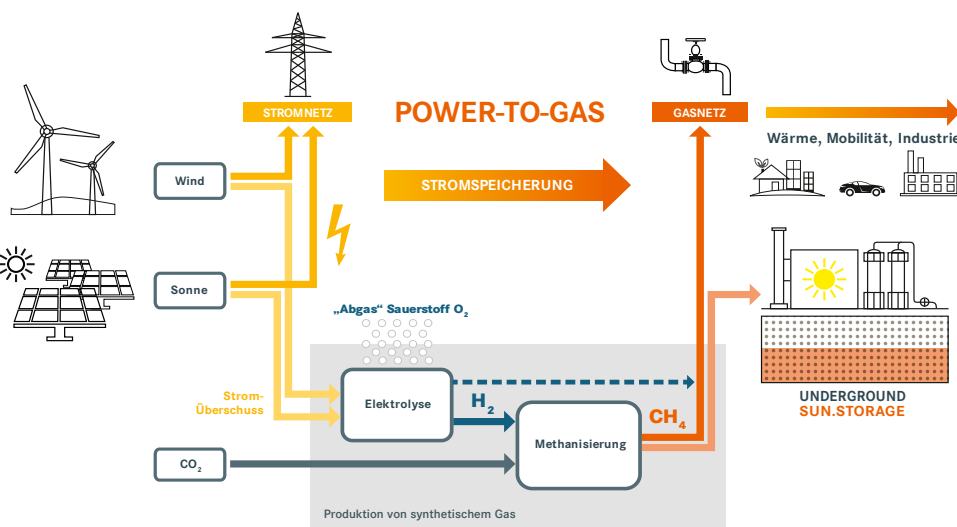 STROMNETZ
POWER-TO-GAS
GASNETZ
Wärme, Mobilität, Industrie
Wind
STROMSPEICHERUNG
Sonne
„Abgas“ Sauerstoff O₂
Strom-
Überschuss
Elektrolyse
H₂
CH₄
Methanisierung
CO₂
UNDERGROUND
SUN.STORAGE
Produktion von synthetischem Gas